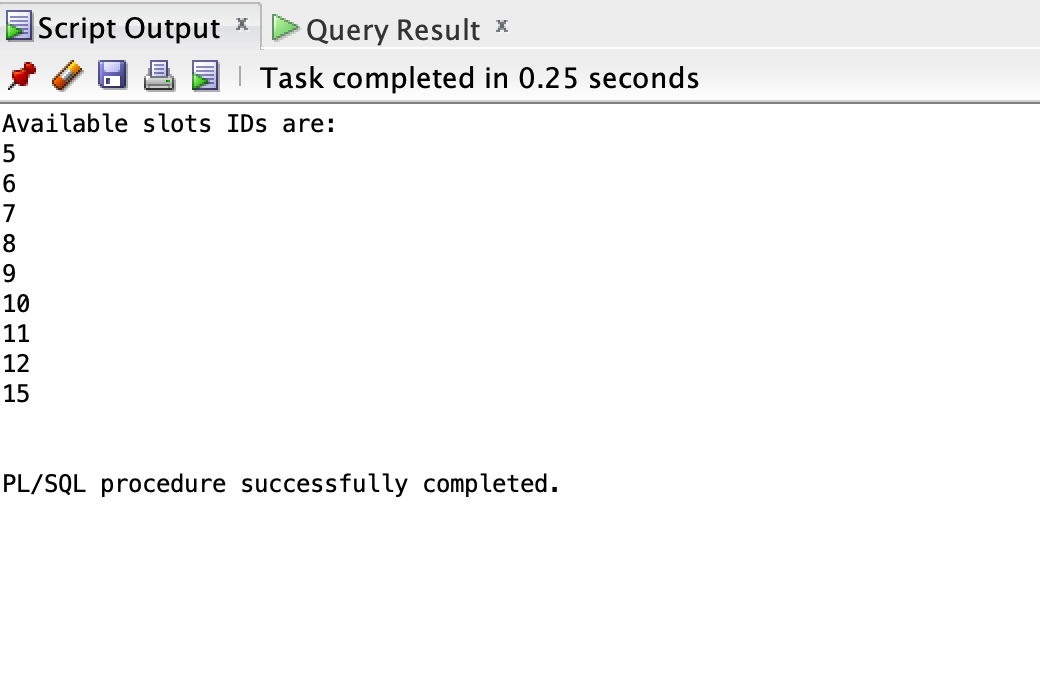 Script Output x Query Result x
Task completed in 0.25 seconds
Available slots IDs are:
5
6
7
8
9
10
11
12
15
PL/SQL procedure successfully completed.